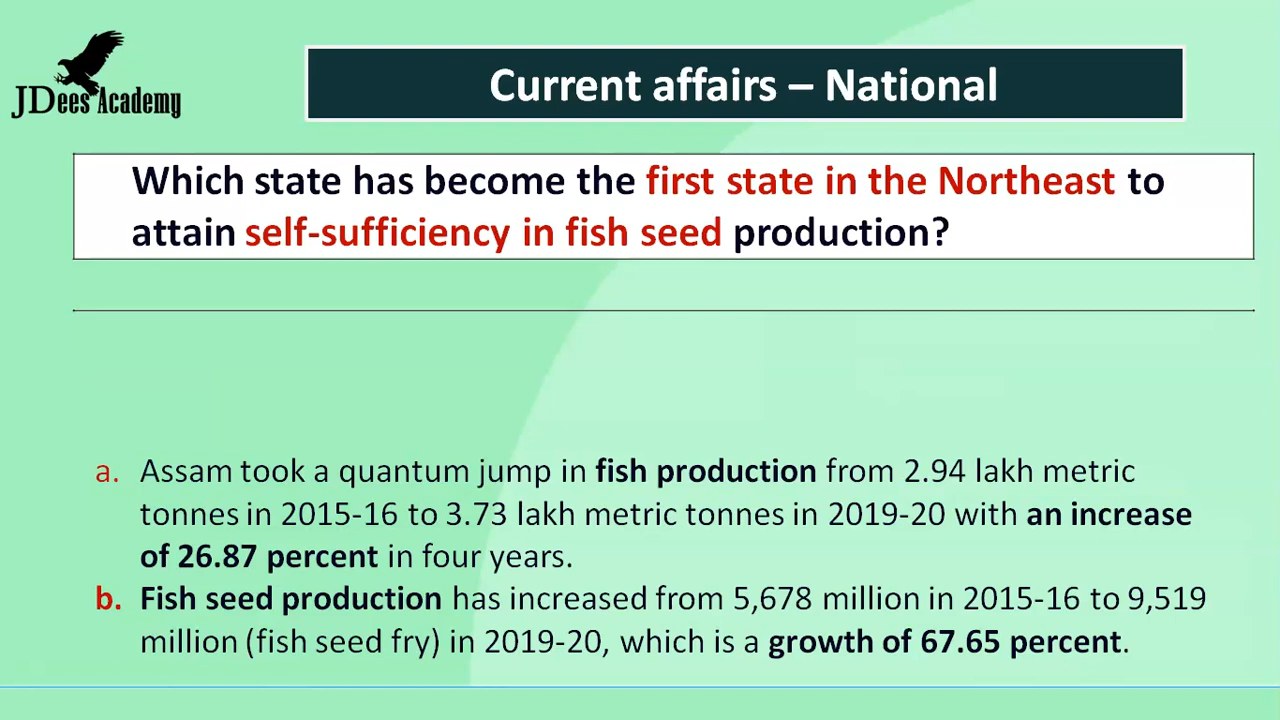 JDees Academy
Current affairs – National
Which state has become the first state in the Northeast to
attain self-sufficiency in fish seed production?
a. Assam took a quantum jump in fish production from 2.94 lakh metric
tonnes in 2015-16 to 3.73 lakh metric tonnes in 2019-20 with an increase
of 26.87 percent in four years.
b. Fish seed production has increased from 5,678 million in 2015-16 to 9,519
million (fish seed fry) in 2019-20, which is a growth of 67.65 percent.